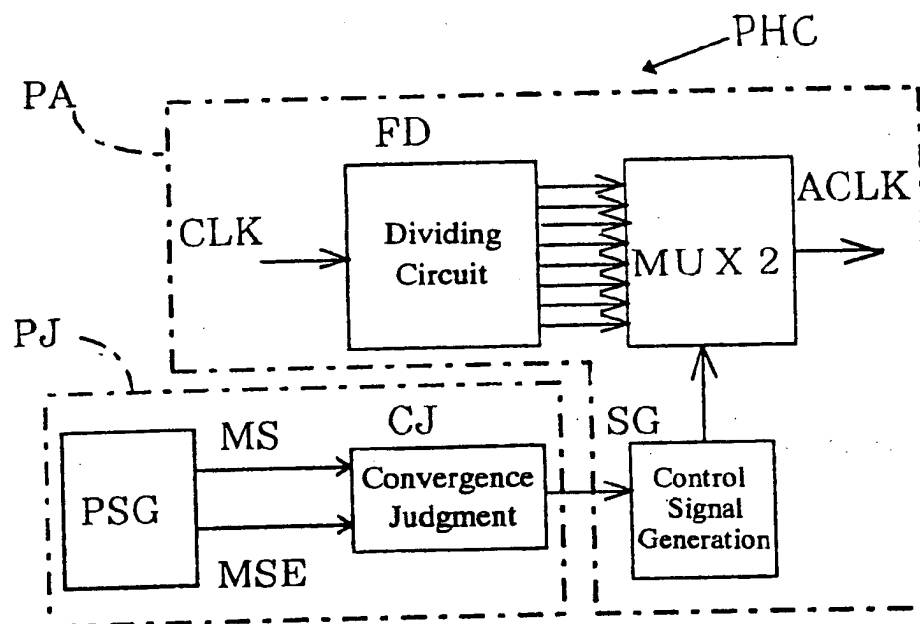 PHC
PA
FD
ACLK
CLK
Dividing
Circuit
MUX 2
PJ
MS
CJ
SG
PSG
Convergence
Judgment
Control
Signal
Generation
MSE